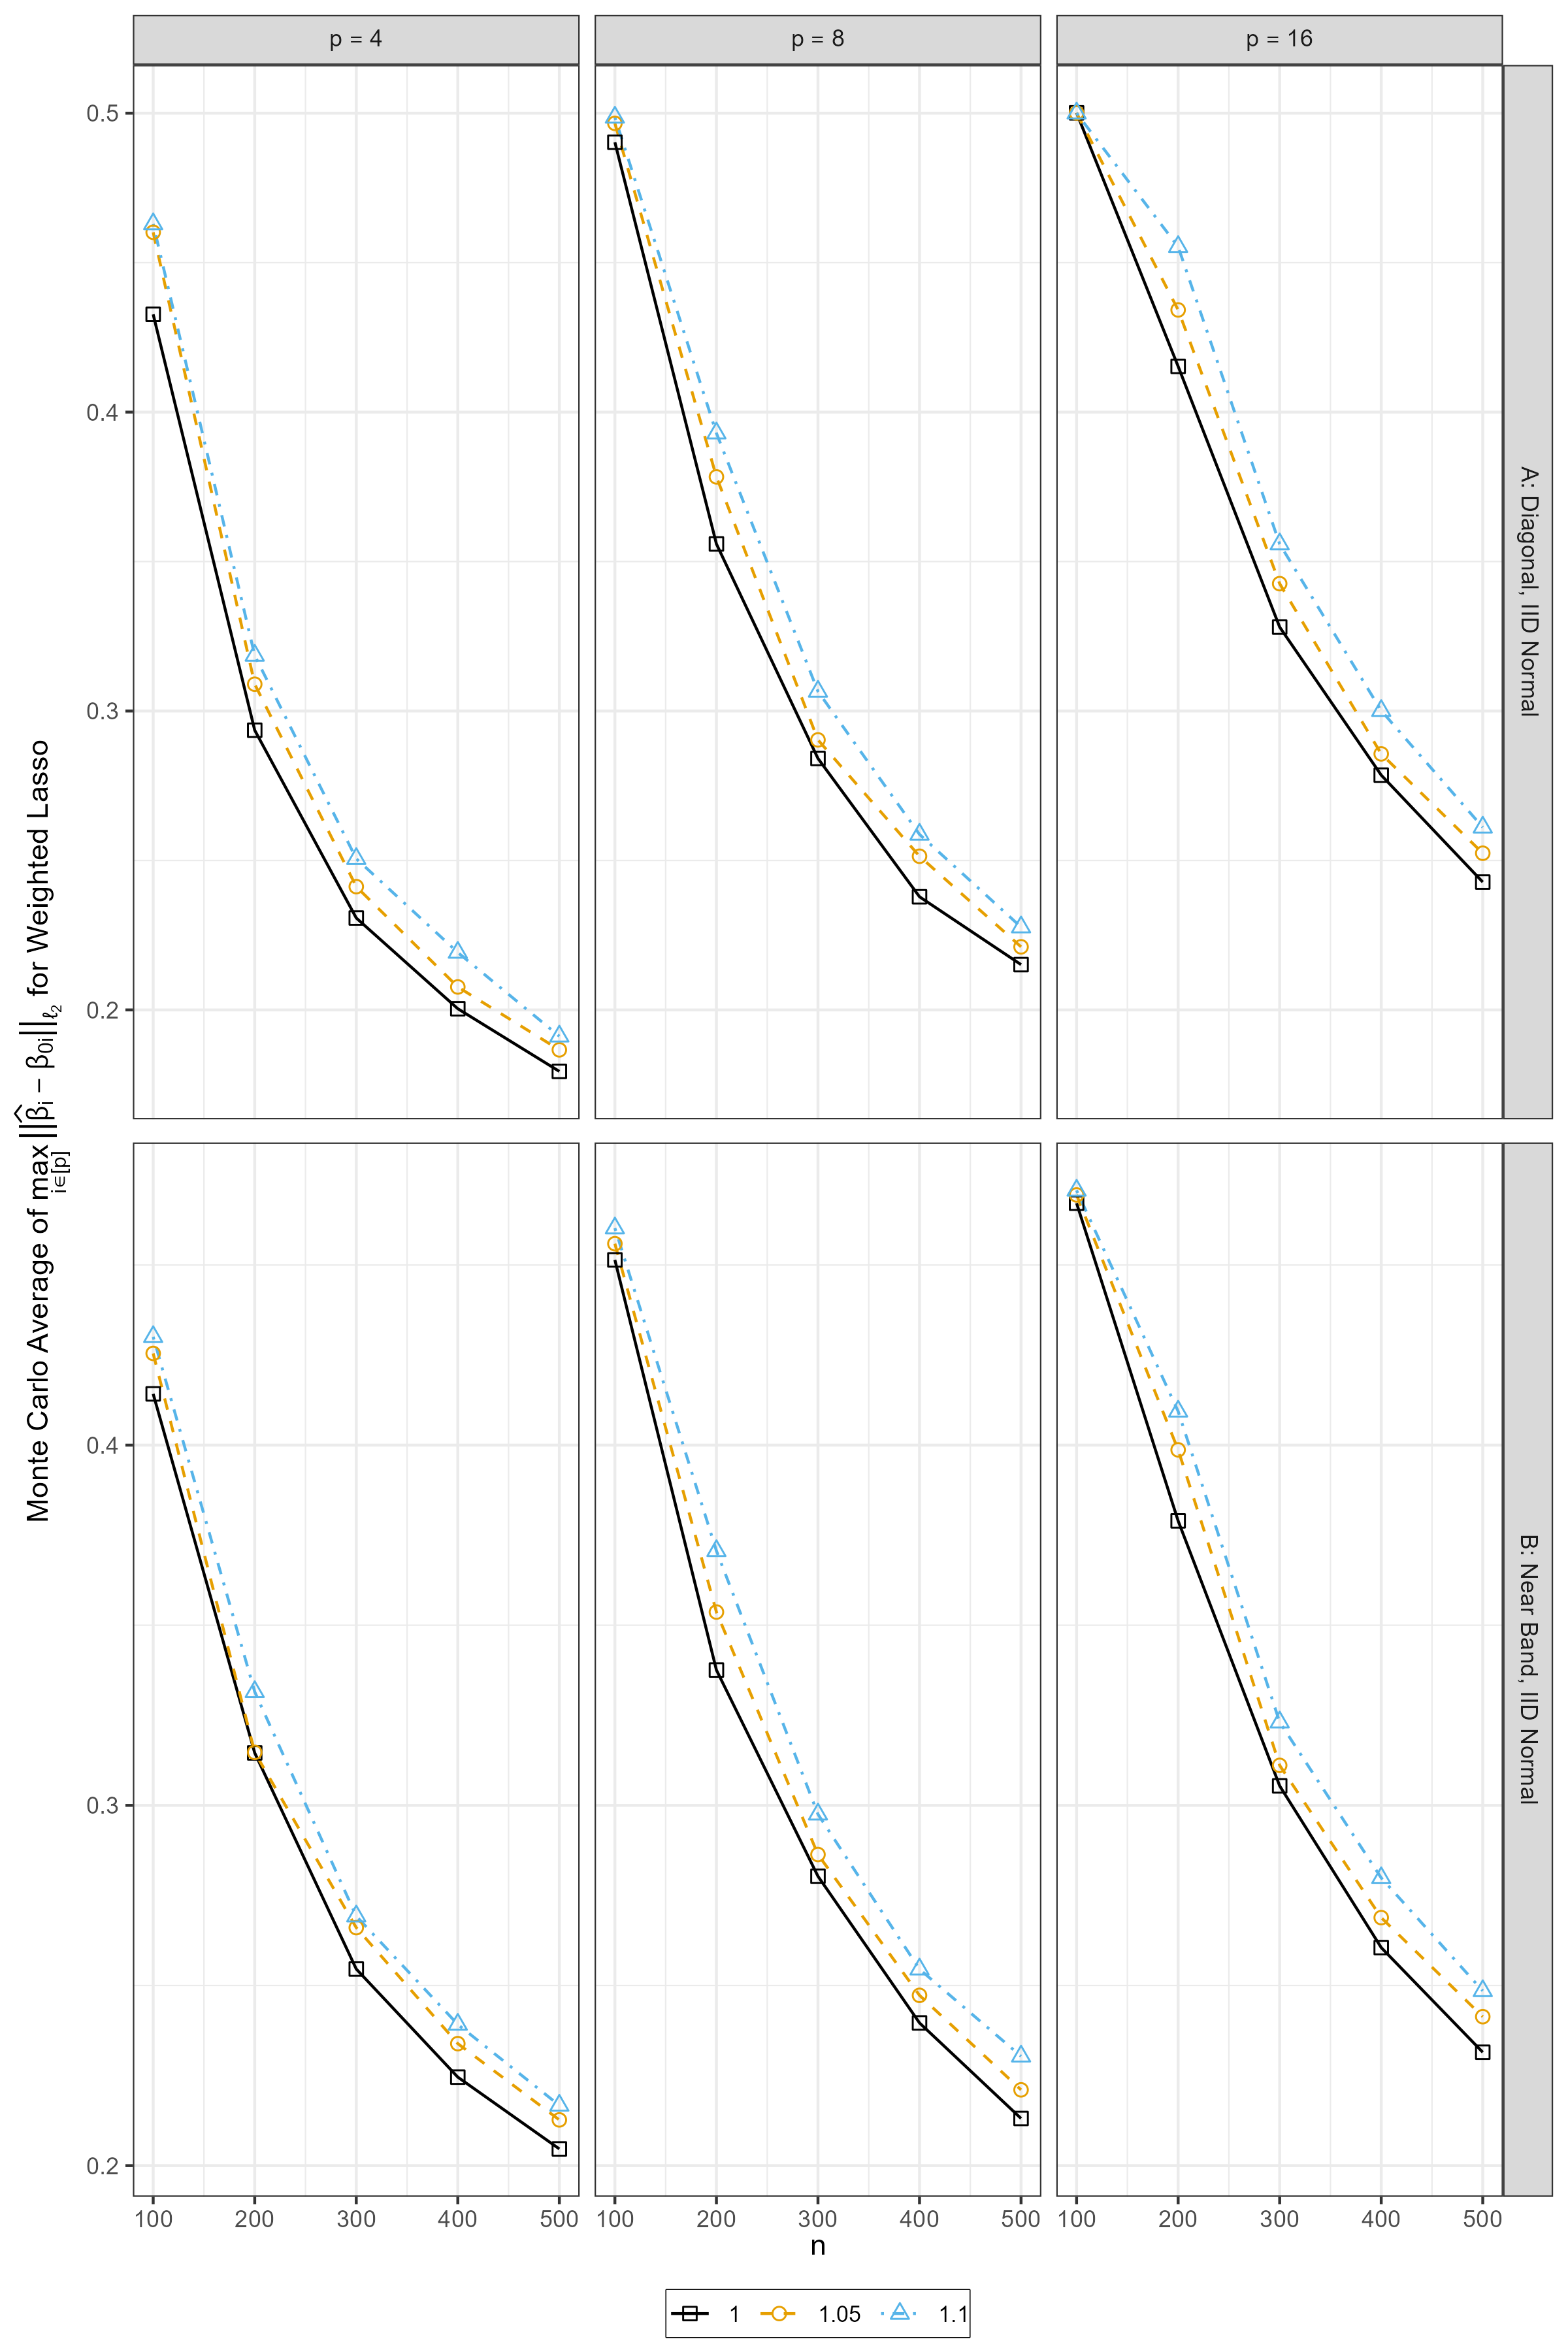 p = 4
p = 8
p = 16
0.5
0.4
0.3
0.2
A: Diagonal, IID Normal
Monte Carlo Average of max i∈[p] ||β̂i − β0i||ℓ2 for Weighted Lasso
0.4
0.3
0.2
B: Near Band, IID Normal
100 200 300 400 500 100 200 300 400 500 100 200 300 400 500
n
1 1.05 1.1